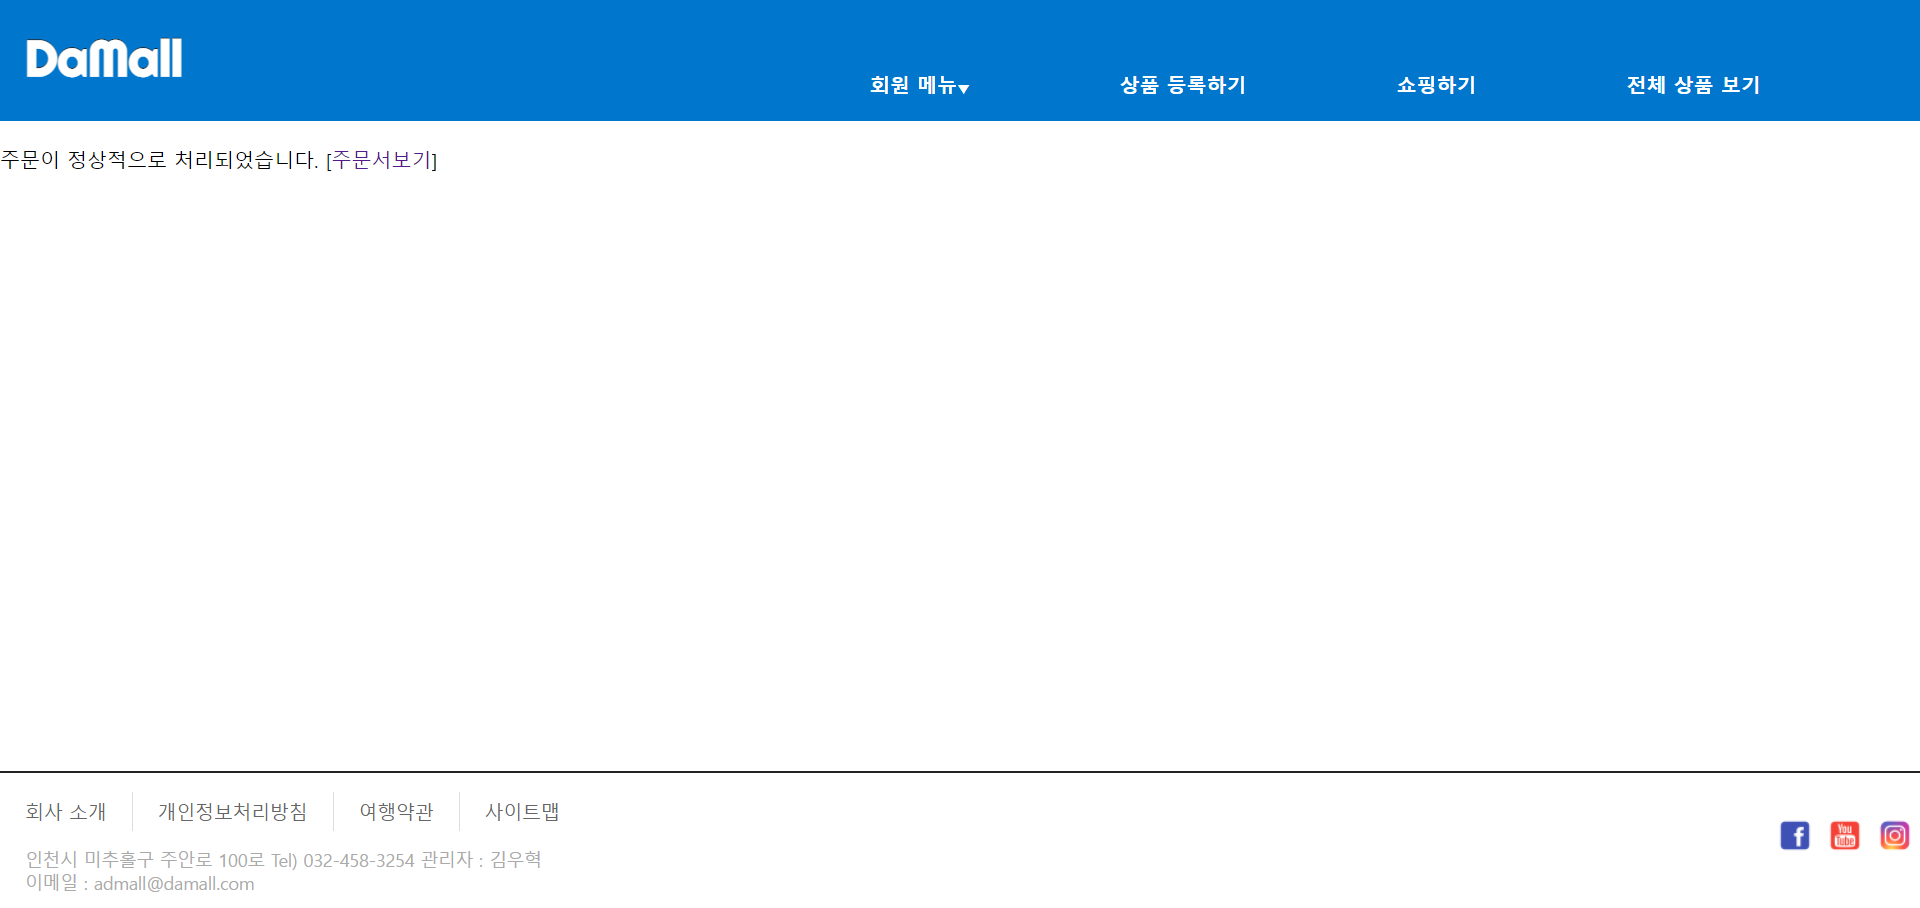 DaMall
회원 메뉴▼ 상품 등록하기 쇼핑하기 전체 상품 보기
주문이 정상적으로 처리되었습니다. [주문서보기]
회사 소개 개인정보처리방침 여행약관 사이트맵
You Tube
인천시 미추홀구 주안로 100로 Tel) 032-458-3254 관리자 : 김우혁
이메일 : admall@damall.com